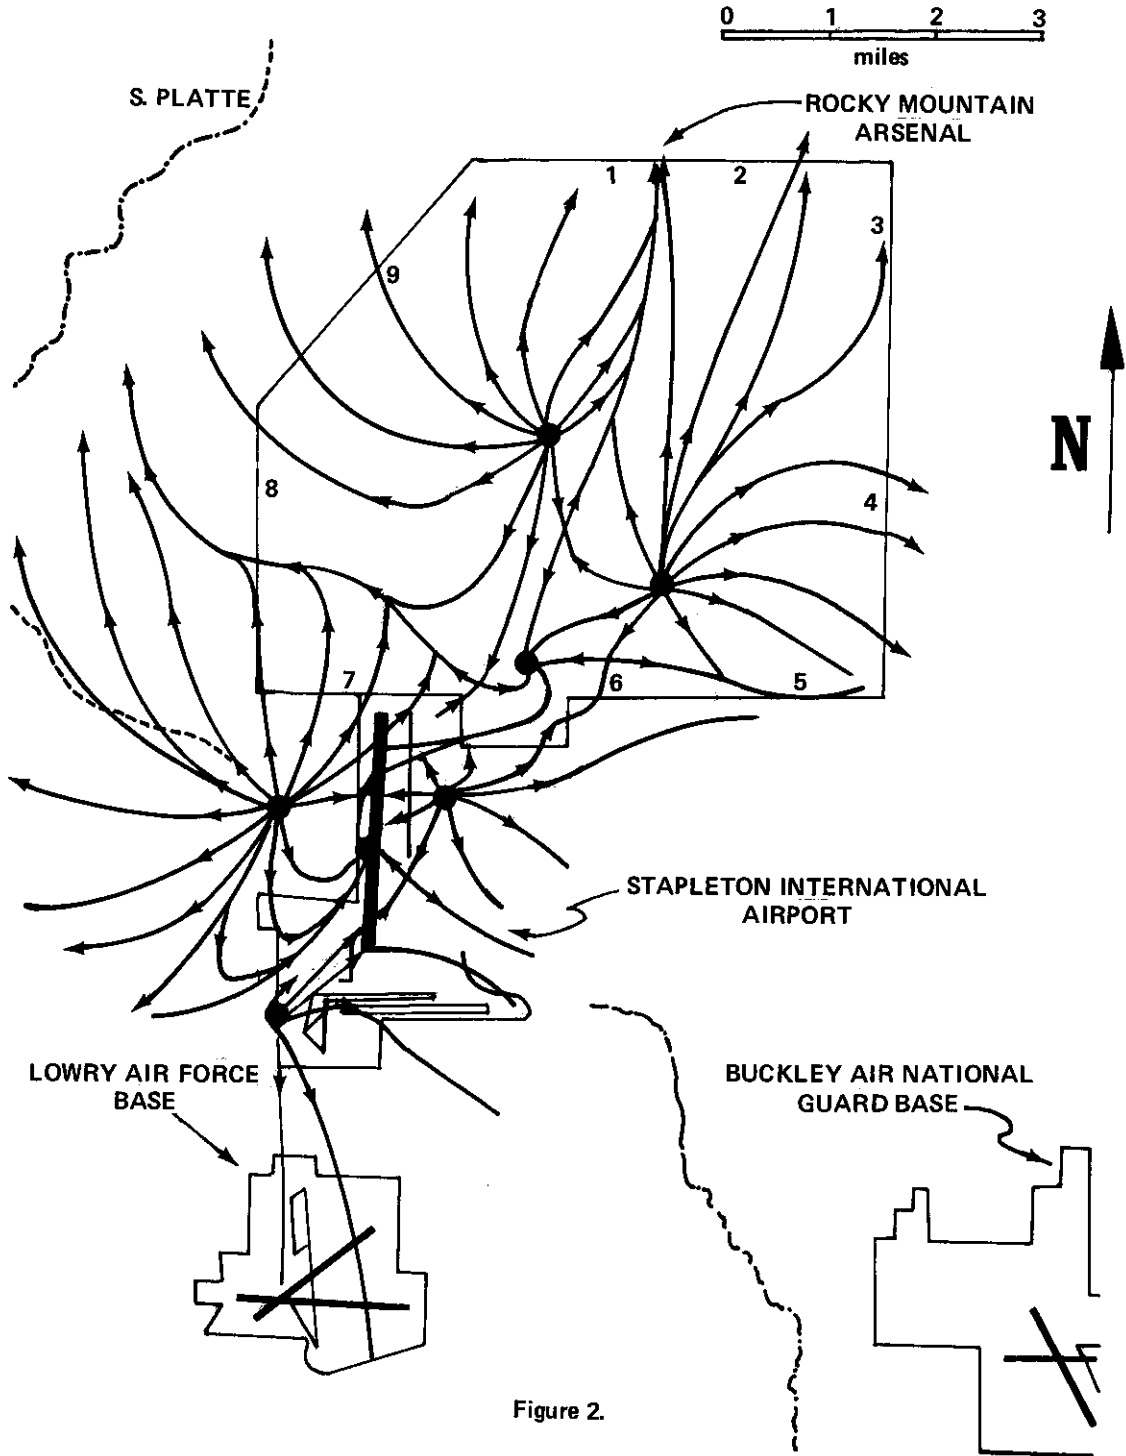 0 1 2 3
miles
S. PLATTE
ROCKY MOUNTAIN
ARSENAL
1
2
3
9
N
8
4
7
6
5
STAPLETON INTERNATIONAL
AIRPORT
LOWRY AIR FORCE
BASE
BUCKLEY AIR NATIONAL
GUARD BASE
Figure 2.